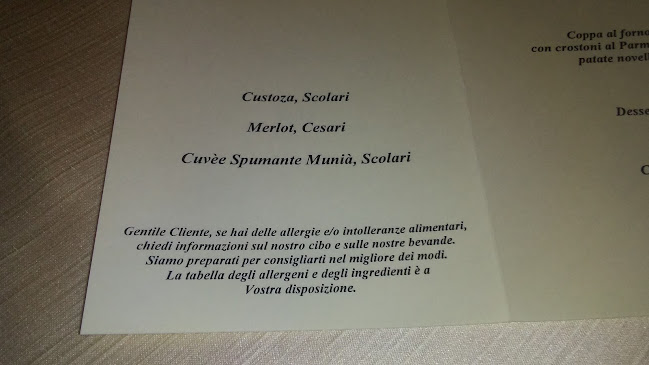 Custoza, Scolari
Merlot, Cesari
Cuvèe Spumante Munià, Scolari
Gentile Cliente, se hai delle allergie e/o intolleranze alimentari,
chiedi informazioni sul nostro cibo e sulle nostre bevande.
Siamo preparati per consigliarti nel migliore dei modi.
La tabella degli allergeni e degli ingredienti è a
Vostra disposizione.
Coppa al forno
con crostoni al Parm
patate novell
Desse